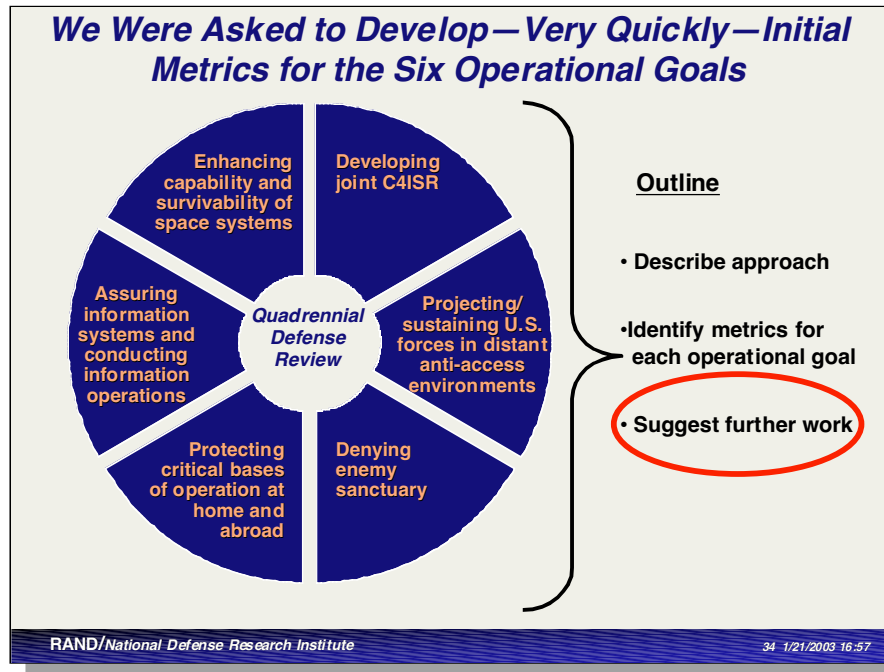 We Were Asked to Develop—Very Quickly—Initial
Metrics for the Six Operational Goals
Enhancing
capability and
survivability of
space systems
Developing
joint C4ISR
Assuring
information
systems and
conducting
information
operations
Quadrennial
Defense
Review
Projecting/
sustaining U.S.
forces in distant
anti-access
environments
Protecting
critical bases
of operation at
home and
abroad
Denying
enemy
sanctuary
Outline
• Describe approach
•Identify metrics for
each operational goal
• Suggest further work
RAND/National Defense Research Institute
34 1/21/2003 16:57